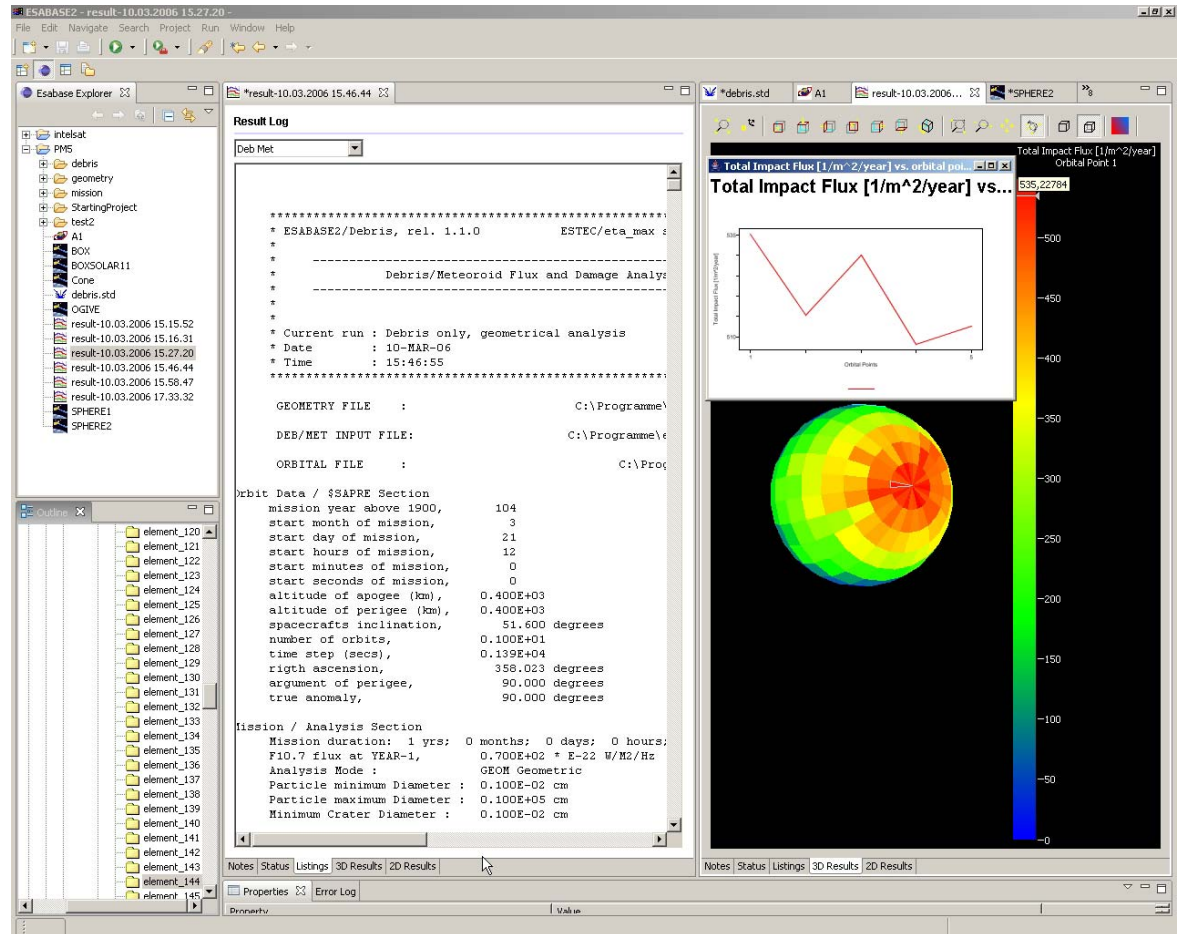 ESABASE2 - result-10.03.2006 15.27.20 -
File Edit Navigate Search Project Run Window Help
Esabase Explorer
intelsat
PM5
debris
geometry
mission
StartingProject
test2
A1
BOX
BOXSOLAR11
Cone
debris.std
OGIVE
result-10.03.2006 15.15.52
result-10.03.2006 15.16.31
result-10.03.2006 15.27.20
result-10.03.2006 15.46.44
result-10.03.2006 15.58.47
result-10.03.2006 17.33.32
SPHERE1
SPHERE2
Outline
element_120
element_121
element_122
element_123
element_124
element_125
element_126
element_127
element_128
element_129
element_130
element_131
element_132
element_133
element_134
element_135
element_136
element_137
element_138
element_139
element_140
element_141
element_142
element_143
element_144
element_145
*result-10.03.2006 15.46.44
Result Log
Deb Met
********************************************************
* ESABASE2/Debris, rel. 1.1.0 ESTEC/eta_max s
*
* --------------------------------------------------
* Debris/Meteoroid Flux and Damage Analys
* --------------------------------------------------
*
*
* Current run : Debris only, geometrical analysis
* Date : 10-MAR-06
* Time : 15:46:55
********************************************************
GEOMETRY FILE : C:\Programme\
DEB/MET INPUT FILE: C:\Programme\e
ORBITAL FILE : C:\Prog
Orbit Data / $SAPRE Section
mission year above 1900, 104
start month of mission, 3
start day of mission, 21
start hours of mission, 12
start minutes of mission, 0
start seconds of mission, 0
altitude of apogee (km), 0.400E+03
altitude of perigee (km), 0.400E+03
spacecrafts inclination, 51.600 degrees
number of orbits, 0.100E+01
time step (secs), 0.139E+04
rigth ascension, 358.023 degrees
argument of perigee, 90.000 degrees
true anomaly, 90.000 degrees
Mission / Analysis Section
Mission duration: 1 yrs; 0 months; 0 days; 0 hours;
F10.7 flux at YEAR-1, 0.700E+02 * E-22 W/M2/Hz
Analysis Mode : GEOM Geometric
Particle minimum Diameter : 0.100E-02 cm
Particle maximum Diameter : 0.100E+05 cm
Minimum Crater Diameter : 0.100E-02 cm
Notes Status Listings 3D Results 2D Results
*debris.std A1 result-10.03.2006... *SPHERE2 »8
Total Impact Flux [1/m^2/year]
Orbital Point 1
535,22784
Total Impact Flux [1/m^2/year] vs. orbital poi...
Total Impact Flux [1/m^2/year] vs...
Total Impact Flux [1/m^2/year]
535
510
1 5
Orbital Points
500
450
400
350
300
250
200
150
100
50
0
Notes Status Listings 3D Results 2D Results
Properties Error Log
Property Value